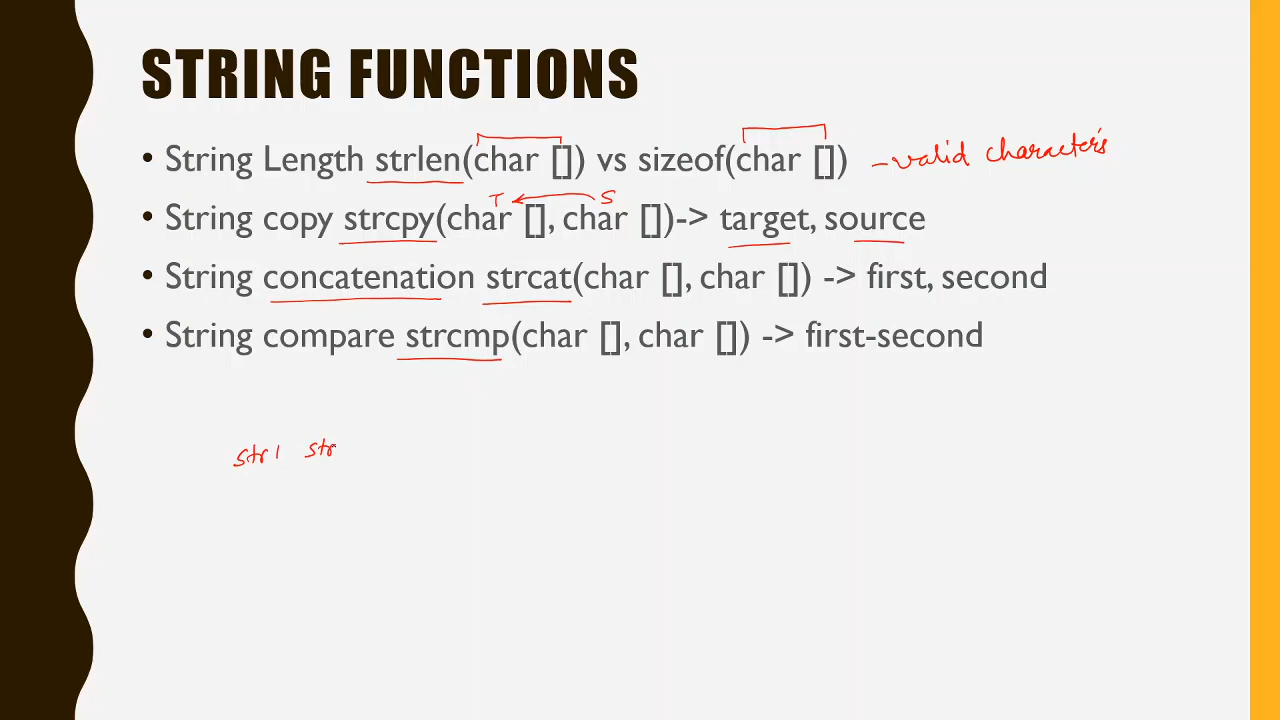 STRING FUNCTIONS
• String Length strlen(char []) vs sizeof(char []) - valid characters
T S
• String copy strcpy(char [], char [])-> target, source
• String concatenation strcat(char [], char []) -> first, second
• String compare strcmp(char [], char []) -> first-second
str1 str